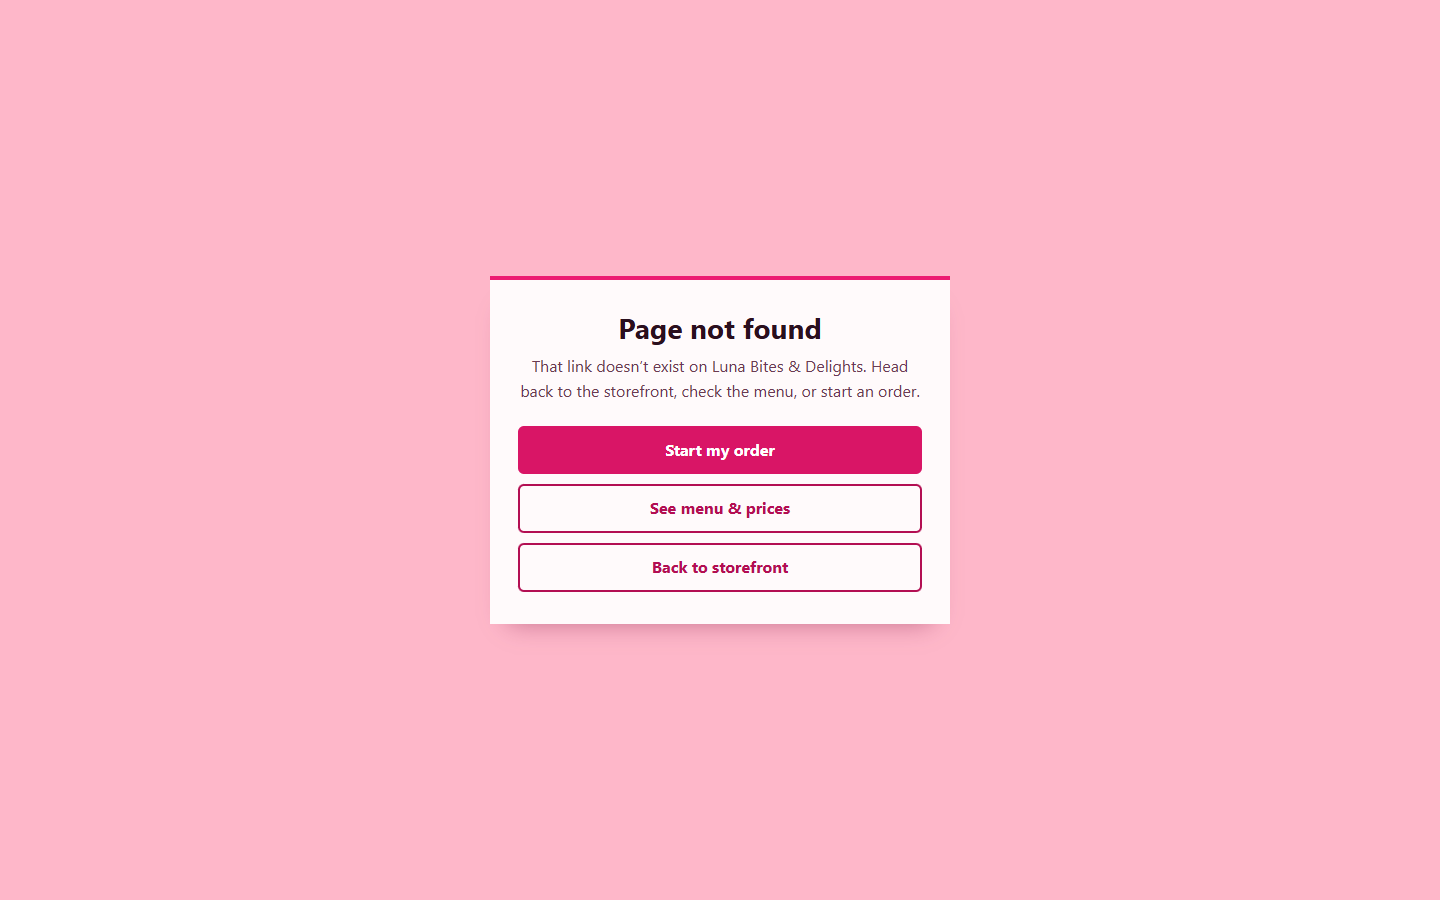 Page not found
That link doesn’t exist on Luna Bites & Delights. Head
back to the storefront, check the menu, or start an order.
Start my order
See menu & prices
Back to storefront